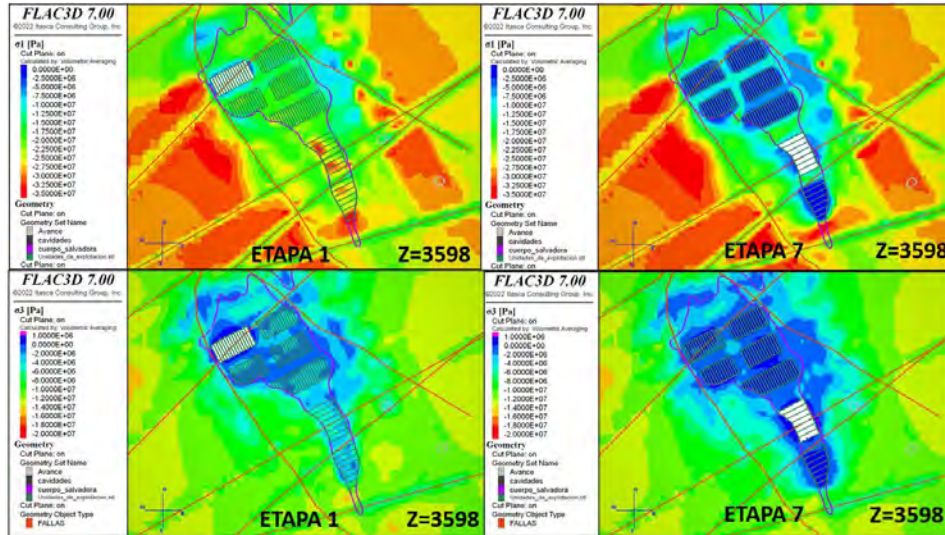 FLAC3D 7.00
©2022 Itasca Consulting Group, Inc.
σ1 [Pa]
Cut Plane: on
Calculated by: Volumetric Averaging
0.0000E+00
-2.5000E+06
-5.0000E+06
-7.5000E+06
-1.0000E+07
-1.2500E+07
-1.5000E+07
-1.7500E+07
-2.0000E+07
-2.2500E+07
-2.5000E+07
-2.7500E+07
-3.0000E+07
-3.2500E+07
-3.5000E+07
Geometry
Cut Plane: on
Geometry Set Name
Avance
cavidades
cuerpo_salvadora
Cut Plane: on
ETAPA 1
Z=3598
FLAC3D 7.00
©2022 Itasca Consulting Group, Inc.
σ1 [Pa]
Cut Plane: on
Calculated by: Volumetric Averaging
0.0000E+00
-2.5000E+06
-5.0000E+06
-7.5000E+06
-1.0000E+07
-1.2500E+07
-1.5000E+07
-1.7500E+07
-2.0000E+07
-2.2500E+07
-2.5000E+07
-2.7500E+07
-3.0000E+07
-3.2500E+07
-3.5000E+07
Geometry
Cut Plane: on
Geometry Set Name
Avance
cavidades
cuerpo_salvadora
Cut Plane: on
ETAPA 7
Z=3598
FLAC3D 7.00
©2022 Itasca Consulting Group, Inc.
σ3 [Pa]
Cut Plane: on
Calculated by: Volumetric Averaging
1.0000E+06
0.0000E+00
-2.0000E+06
-4.0000E+06
-6.0000E+06
-8.0000E+06
-1.0000E+07
-1.2000E+07
-1.4000E+07
-1.6000E+07
-1.8000E+07
-2.0000E+07
Geometry
Cut Plane: on
Geometry Set Name
Avance
cavidades
cuerpo_salvadora
Cut Plane: on
Geometry Object Type
FALLAS
ETAPA 1
Z=3598
FLAC3D 7.00
©2022 Itasca Consulting Group, Inc.
σ3 [Pa]
Cut Plane: on
Calculated by: Volumetric Averaging
1.0000E+06
0.0000E+00
-2.0000E+06
-4.0000E+06
-6.0000E+06
-8.0000E+06
-1.0000E+07
-1.2000E+07
-1.4000E+07
-1.6000E+07
-1.8000E+07
-2.0000E+07
Geometry
Cut Plane: on
Geometry Set Name
Avance
cavidades
cuerpo_salvadora
Cut Plane: on
Geometry Object Type
FALLAS
ETAPA 7
Z=3598